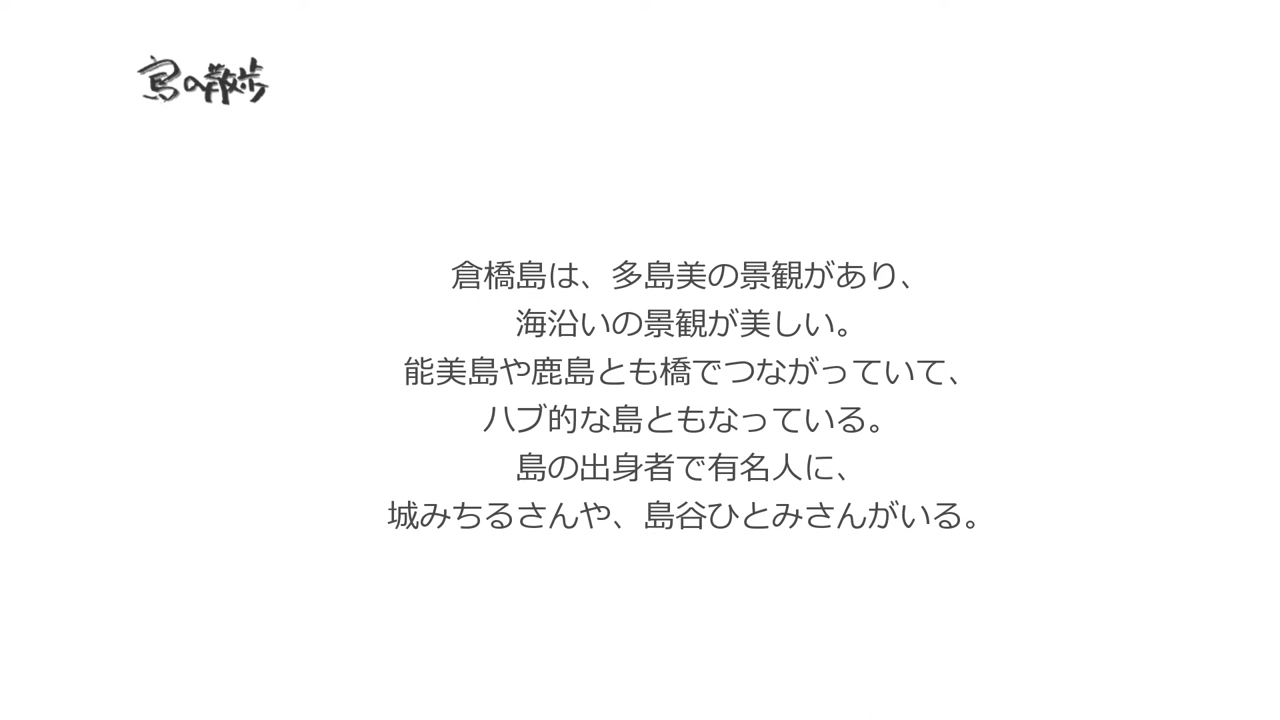 島の散歩
倉橋島は、多島美の景観があり、
海沿いの景観が美しい。
能美島や鹿島とも橋でつながっていて、
ハブ的な島ともなっている。
島の出身者で有名人に、
城みちるさんや、島谷ひとみさんがいる。